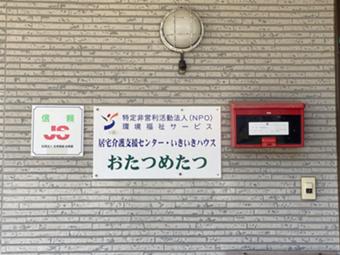 信頼
JS
特定非営利活動法人(NPO)
環境福祉サービス
居宅介護支援センター・いきいきハウス
おたつめたつ